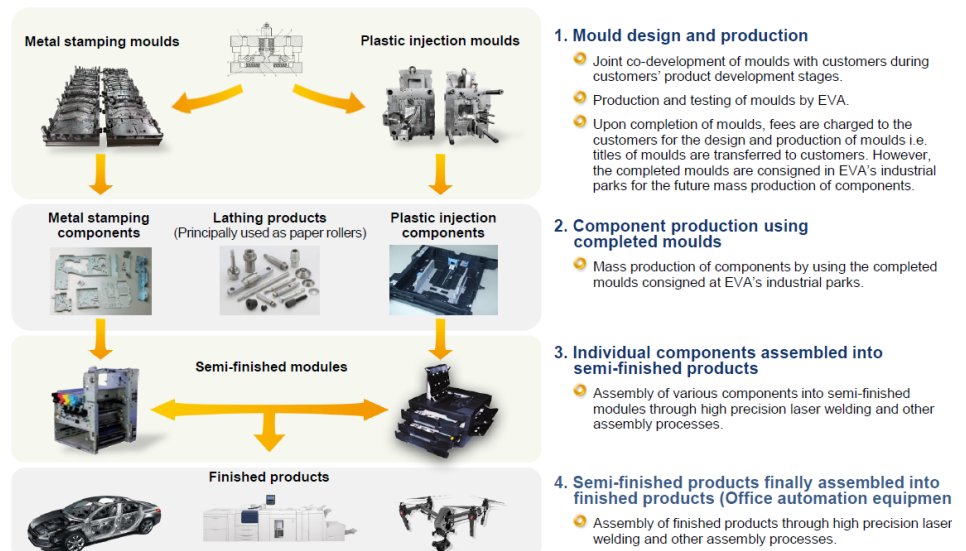 Metal stamping moulds
Plastic injection moulds
Metal stamping
components
Lathing products
(Principally used as paper rollers)
Plastic injection
components
Semi-finished modules
Finished products
1. Mould design and production
Joint co-development of moulds with customers during
customers' product development stages.
Production and testing of moulds by EVA.
Upon completion of moulds, fees are charged to the
customers for the design and production of moulds i.e.
titles of moulds are transferred to customers. However,
the completed moulds are consigned in EVA's industrial
parks for the future mass production of components.
2. Component production using
completed moulds
Mass production of components by using the completed
moulds consigned at EVA's industrial parks.
3. Individual components assembled into
semi-finished products
Assembly of various components into semi-finished
modules through high precision laser welding and other
assembly processes.
4. Semi-finished products finally assembled into
finished products (Office automation equipmen
Assembly of finished products through high precision laser
welding and other assembly processes.